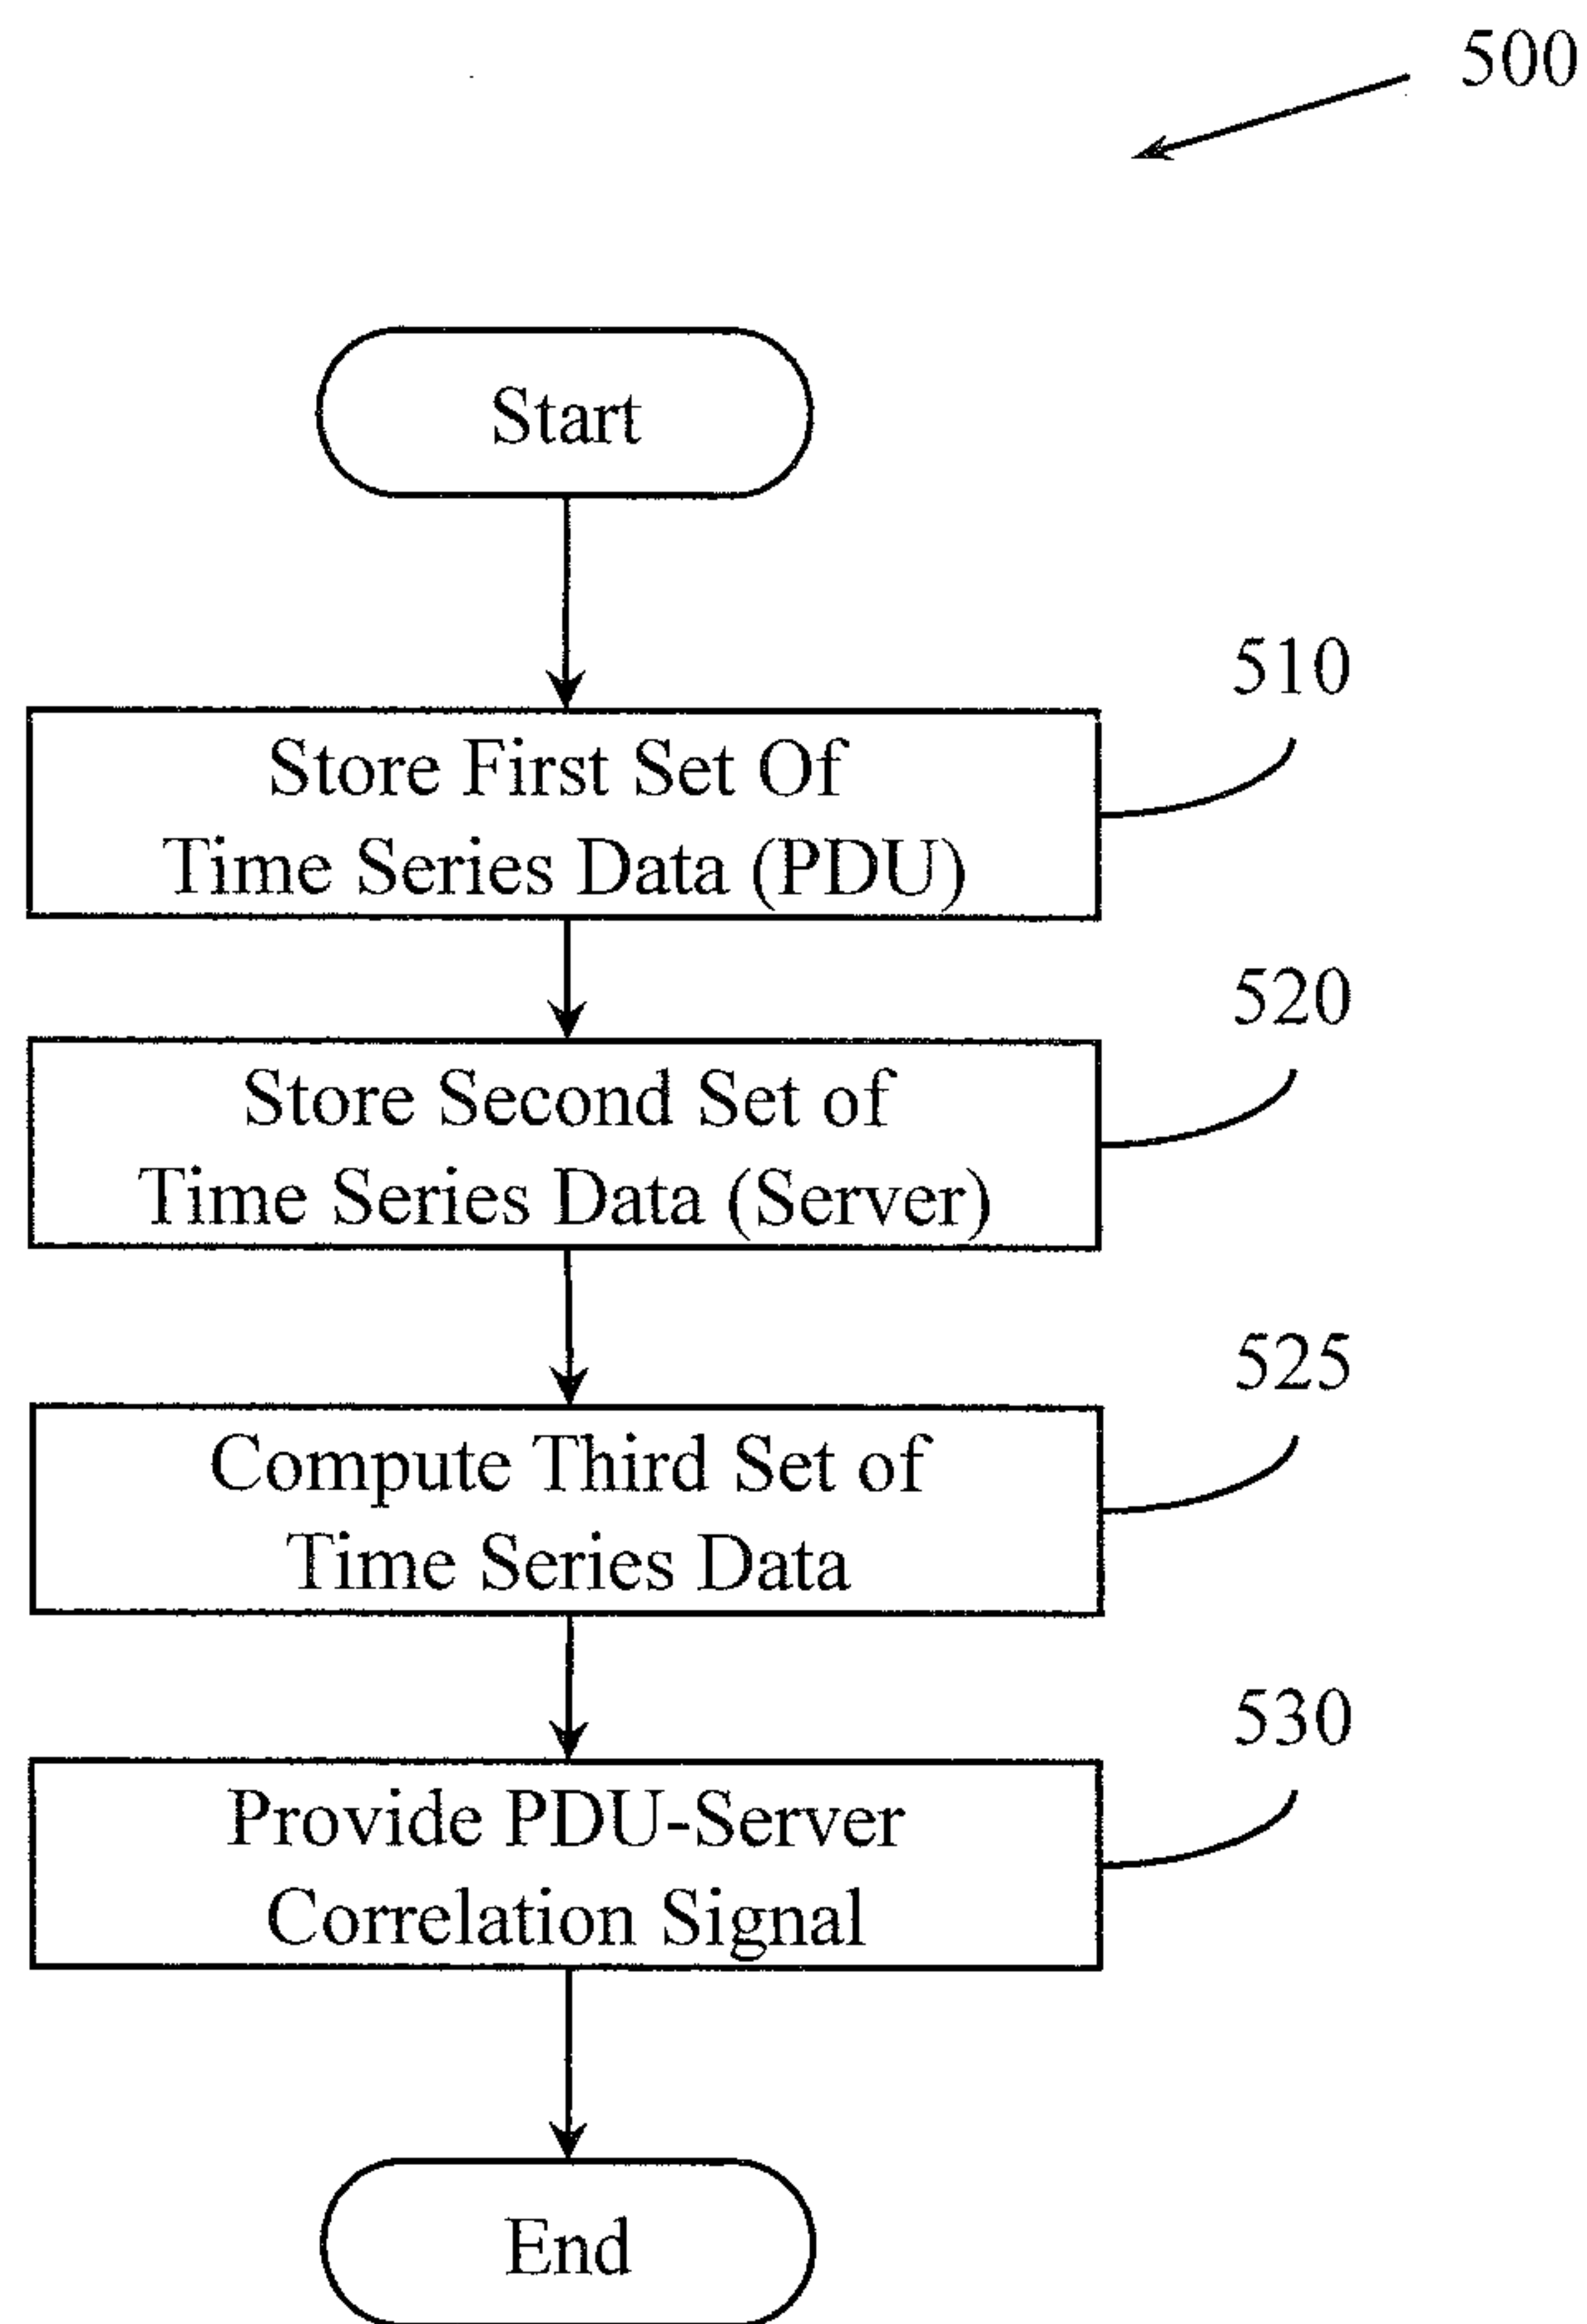 500
Start
510
Store First Set Of
Time Series Data (PDU)
520
Store Second Set of
Time Series Data (Server)
525
Compute Third Set of
Time Series Data
530
Provide PDU-Server
Correlation Signal
End